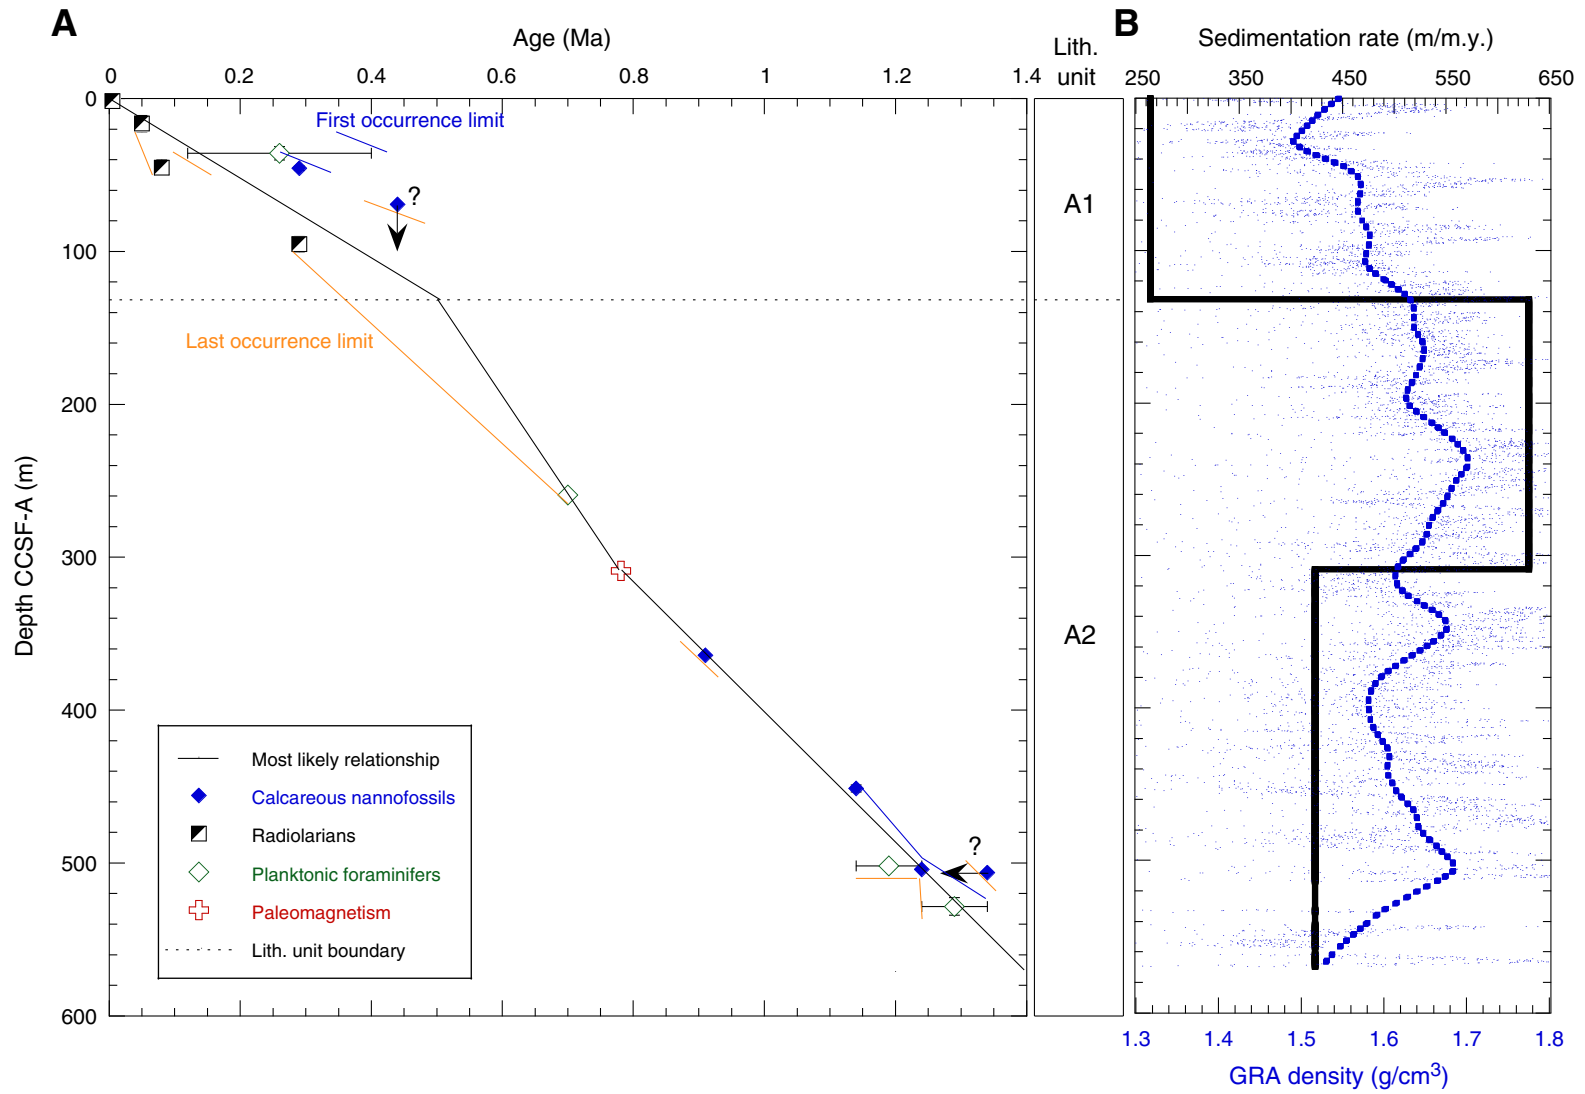 A
Age (Ma)
0 0.2 0.4 0.6 0.8 1 1.2 1.4
Lith.
unit
B
Sedimentation rate (m/m.y.)
250 350 450 550 650
First occurrence limit
?
Last occurrence limit
Depth CCSF-A (m)
0
100
200
300
400
500
600
A1
A2
?
Most likely relationship
Calcareous nannofossils
Radiolarians
Planktonic foraminifers
Paleomagnetism
Lith. unit boundary
1.3 1.4 1.5 1.6 1.7 1.8
GRA density (g/cm³)